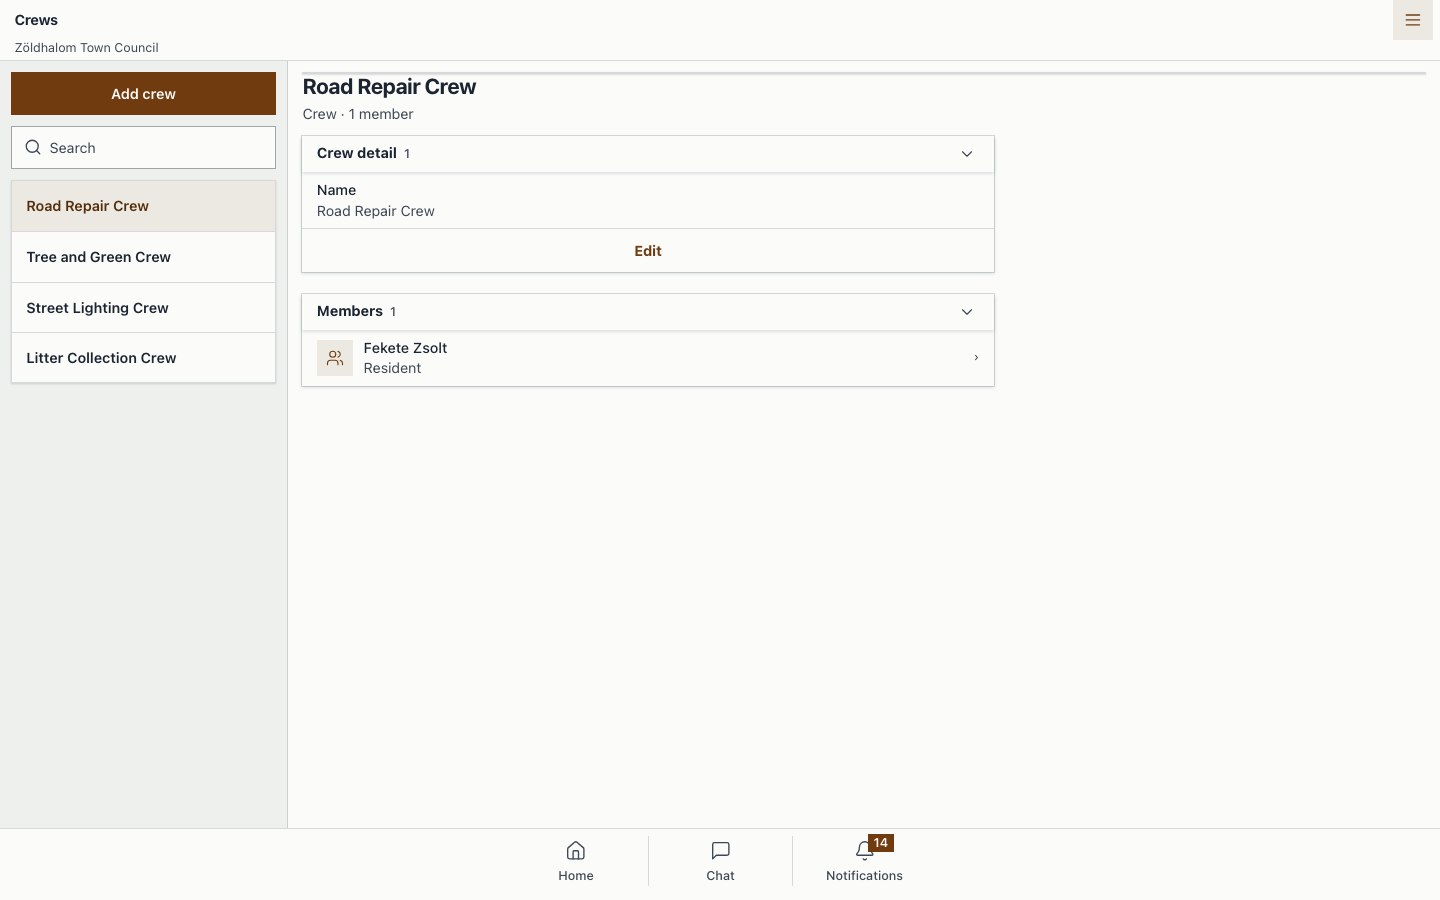 Crews
Zöldhalom Town Council
Add crew
Search
Road Repair Crew
Tree and Green Crew
Street Lighting Crew
Litter Collection Crew
Road Repair Crew
Crew · 1 member
Crew detail 1
Name
Road Repair Crew
Edit
Members 1
Fekete Zsolt
Resident
Home
Chat
14
Notifications